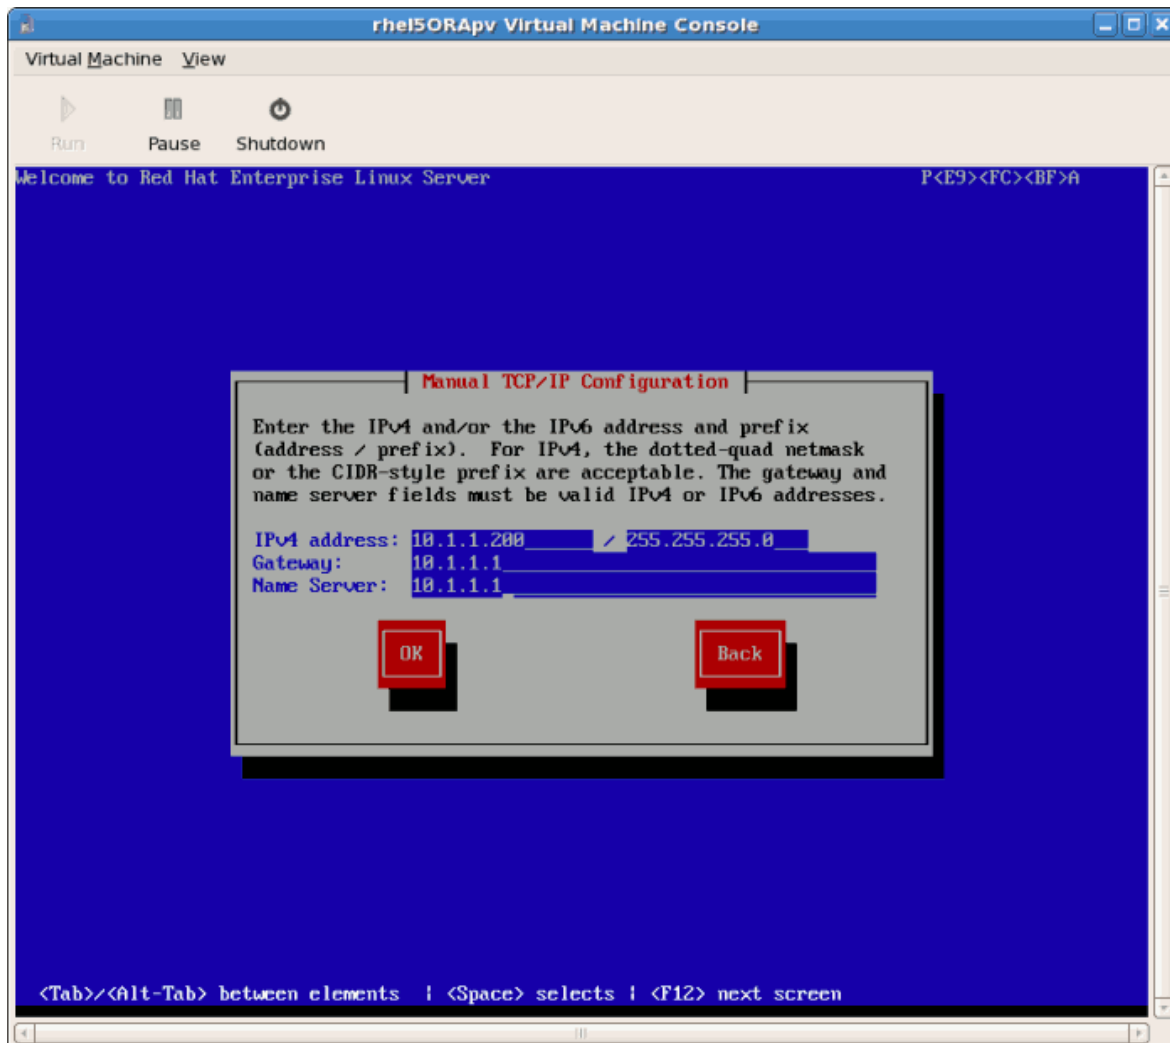 rhel5ORApv Virtual Machine Console
Virtual Machine View
Run Pause Shutdown
Welcome to Red Hat Enterprise Linux Server P<E9><FC><BF>A
Manual TCP/IP Configuration
Enter the IPv4 and/or the IPv6 address and prefix
(address / prefix). For IPv4, the dotted-quad netmask
or the CIDR-style prefix are acceptable. The gateway and
name server fields must be valid IPv4 or IPv6 addresses.
IPv4 address: 10.1.1.200______ / 255.255.255.0___
Gateway: 10.1.1.1
Name Server: 10.1.1.1
OK Back
<Tab>/<Alt-Tab> between elements | <Space> selects | <F12> next screen